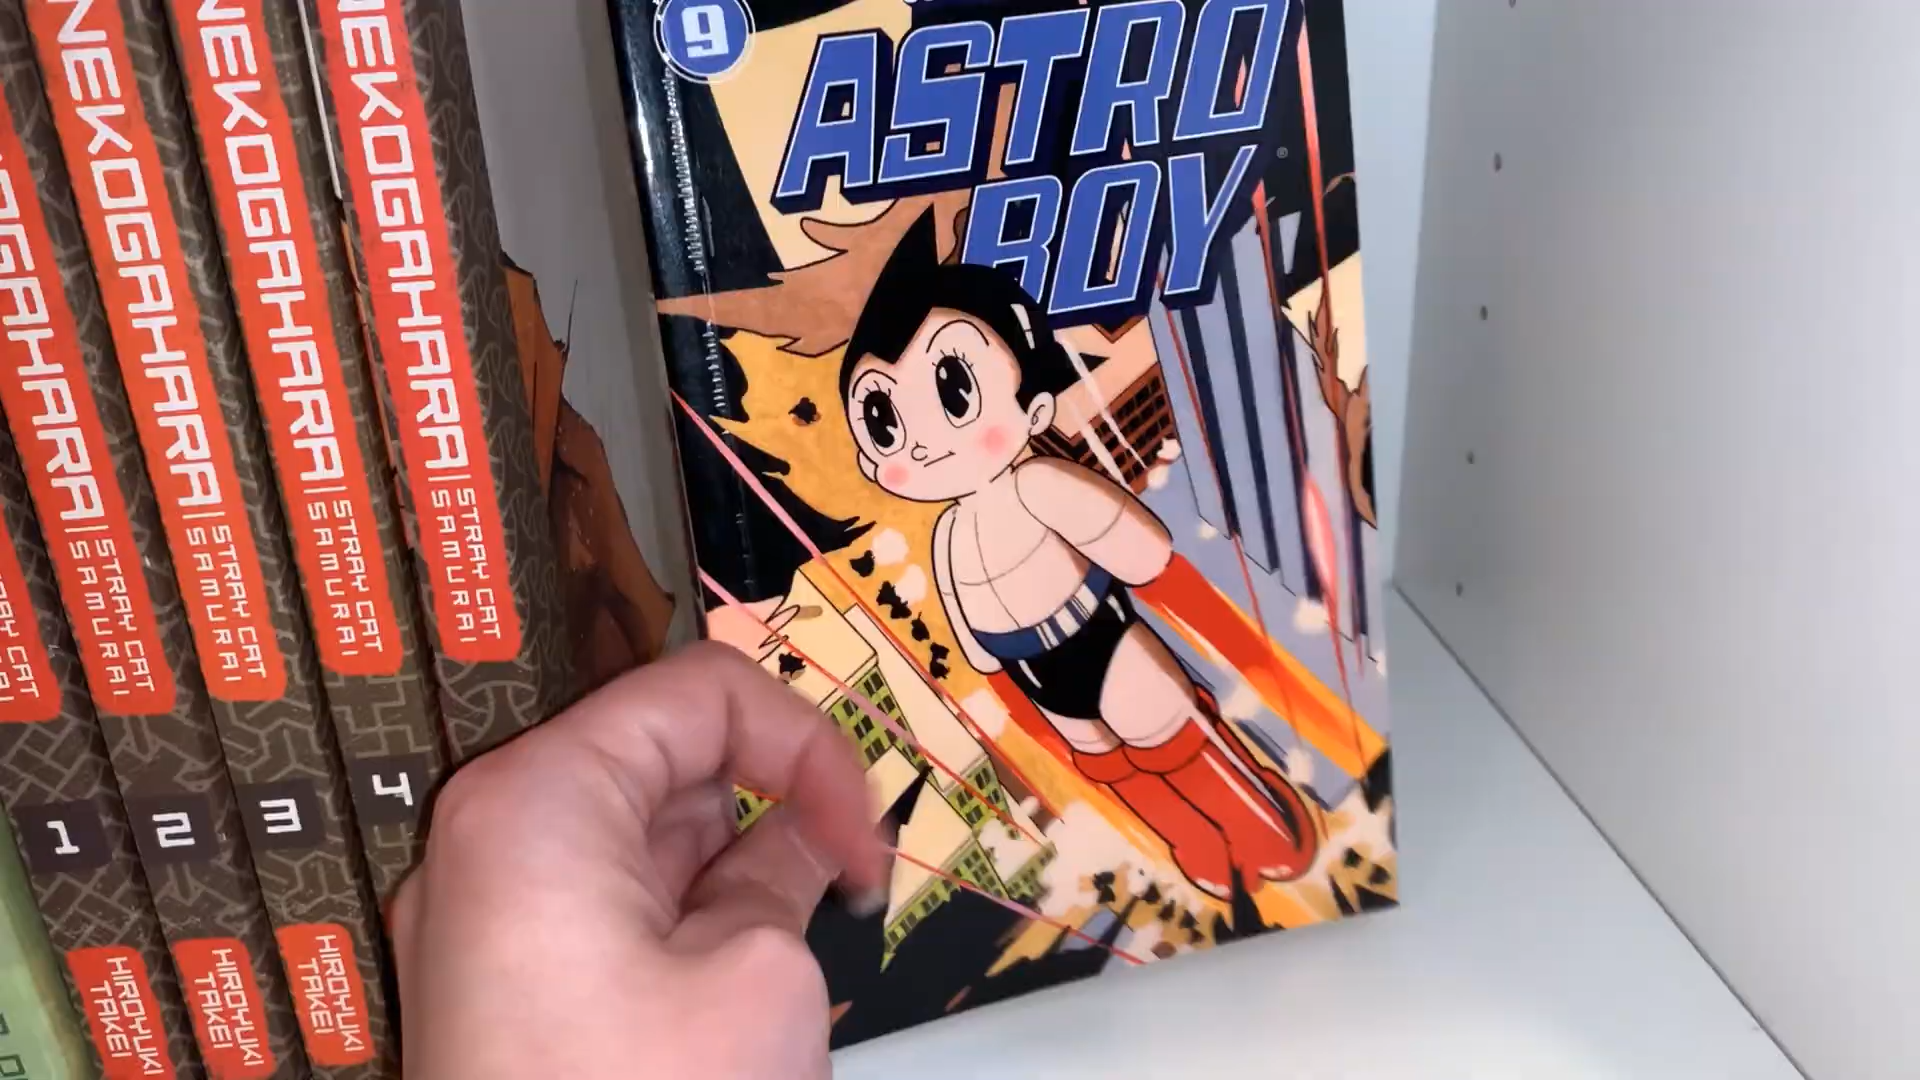 1
HIROYUKI
TAKEI
GAHARA
STRAY CAT
SAMURAI
2
HIROYUKI
TAKEI
NEKOGAHARA
STRAY CAT
SAMURAI
3
HIROYUKI
TAKEI
NEKOGAHARA
STRAY CAT
SAMURAI
4
NEKOGAHARA
STRAY CAT
SAMURAI
9
ASTRO
BOY®